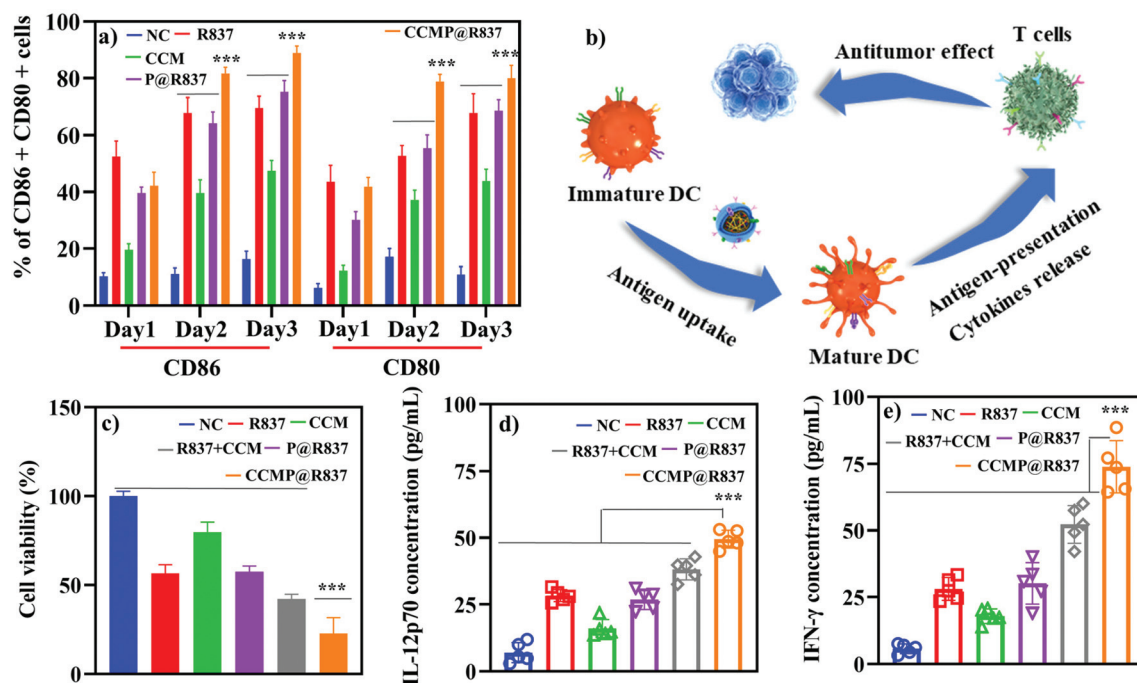 a)
NC
R837
CCM
P@R837
CCMP@R837
***
***
***
***
% of CD86 + CD80 + cells
100
80
60
40
20
0
Day1
Day2
Day3
Day1
Day2
Day3
CD86
CD80
b)
Antitumor effect
T cells
Immature DC
Antigen uptake
Mature DC
Antigen-presentation
Cytokines release
c)
NC
R837
CCM
R837+CCM
P@R837
CCMP@R837
***
Cell viability (%)
150
100
50
0
d)
NC
R837
CCM
R837+CCM
P@R837
CCMP@R837
***
IL-12p70 concentration (pg/mL)
100
75
50
25
0
e)
NC
R837
CCM
R837+CCM
P@R837
CCMP@R837
***
IFN-γ concentration (pg/mL)
100
75
50
25
0